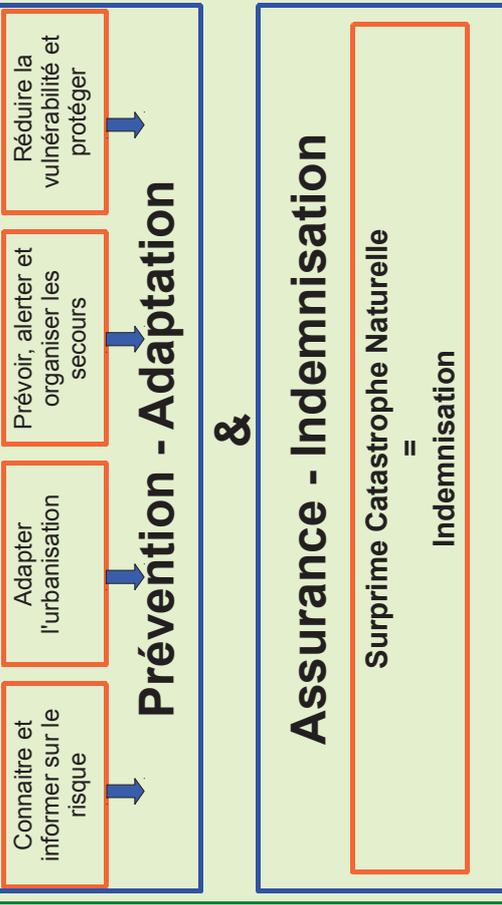 Connaitre et
informer sur le
risque
Adapter
l'urbanisation
Prévoir, alerter et
organiser les
secours
Réduire la
vulnérabilité et
protéger
Prévention - Adaptation
&
Assurance - Indemnisation
Surprime Catastrophe Naturelle
=
Indemnisation